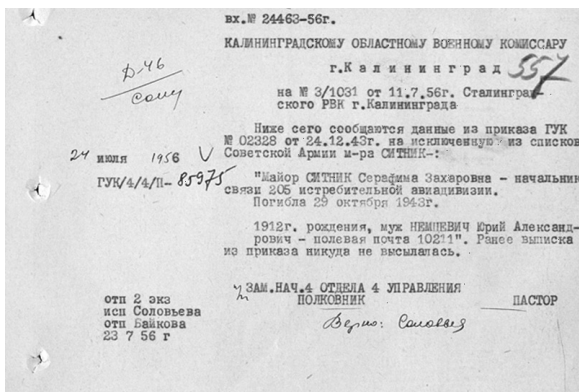 вх.№ 24463-56г.
КАЛИНИНГРАДСКОМУ ОБЛАСТНОМУ ВОЕННОМУ КОМИССАРУ
г.Калининград
557
Д-46
на № 3/1031 от 11.7.56г. Сталинград-
ского РВК г.Калининграда
Ниже сего сообщаются данные из приказа ГУК
№ 02328 от 24.12.43г. на исключенную из списков
Советской Армии м-ра СИТНИК-:
24 июля 1956
ГУК/4/4/П- 85975
"Майор СИТНИК Серафима Захаровна - начальник
связи 205 истребительной авиадивизии.
Погибла 29 октября 1943г.
1912г. рождения, муж НЕМЦЕВИЧ Юрий Александ-
рович - полевая почта 10211". Ранее выписка
из приказа никуда не высылалась.
ЗАМ.НАЧ.4 ОТДЕЛА 4 УПРАВЛЕНИЯ
ПОЛКОВНИК ПАСТОР
Верно: Соловьев
отп 2 экз
исп Соловьева
отп Байкова
23 7 56 г